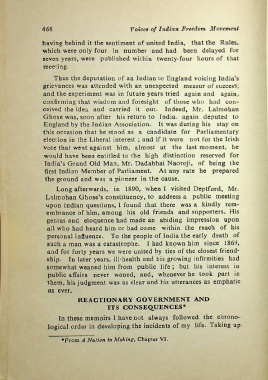 468 Voices of Indian Freedom Movement
having behind it the sentiment of united India, that the Rules,
which were only four in number and had been delayed for
seven years, were published within twenty-four hours of that
meeting.
Thus the deputation of an Indian to England voicing India's
grievances was attended with an unexpected measur of success;
and the experiment was in future years tried again and again,
confirming that wisdom and foresight of those who had con-
ceived the idea and carried it out. Indeed, Mr. Lalmohan
Ghose was, soon after his return to India. again deputed to
England by the Indian Association. It was during his stay on
this occasion that he stood as a candidate for Parliamentary
election in the Liberal interest ; and if it were not for the Irish
vote that went against him, almost at the last moment, he
would have been entitled to the high distinction reserved for
India's Grand Old Man, Mr. Dadabhai Naoroji, of being the
first Indian Member of Parliament. At any rate he prepared
the ground and was a pioneer in the cause.
Long afterwards, in 1890, when I visited Deptford, Mr.
Lalmohan Ghose's constituency, to address a public meeting
upon Indian questions, I found that there was a kindly rem-
embrance of him, among his old friends and supporters. His
genius and eloquence had made an abiding impression upon
all who had heard him or had come within the reach of his
personal influence. To the people of India the early death of
such a man was a catastrophe. I had known him since 1869,
and for forty years we united by ties of the closest friend-
ship. In later years, ill-health and his growing infirmities had
somewhat weaned him from public life ; but his interest in
public affairs never waned, and, whenever he took part in
them, his judgment was as clear and his utterances as emphatic
as ever.
REACTIONARY GOVERNMENT AND
ITS CONSEQUENCES*
In these memoirs I have not always followed the chrono-
logical order in developing the incidents of my life. Taking up
*From A Nation in Making, Chapter VI.